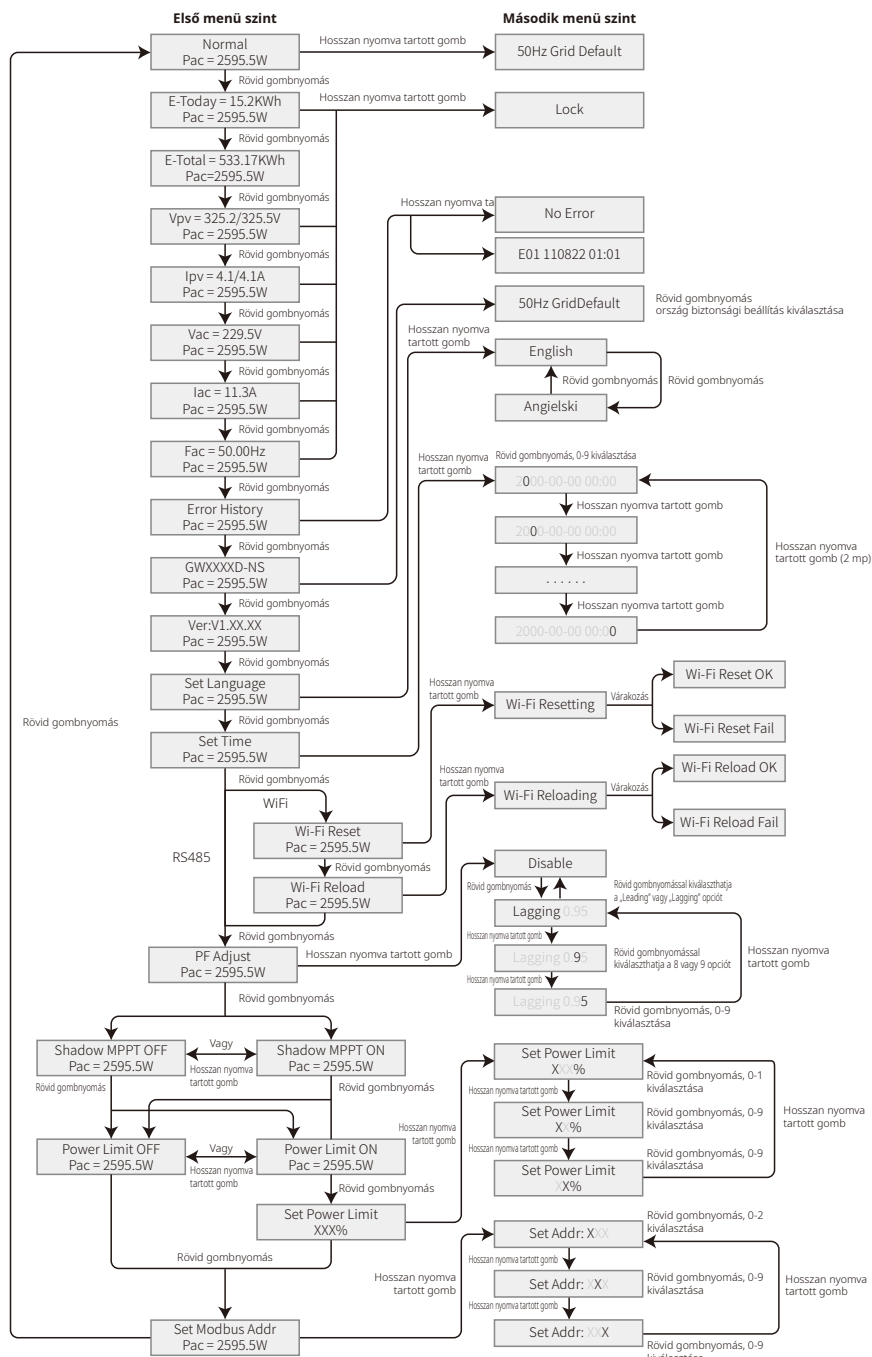 Első menü szint
Második menü szint
Normal
Pac = 2595.5W
Hosszan nyomva tartott gomb
50Hz Grid Default
Rövid gombnyomás
E-Today = 15.2KWh
Pac = 2595.5W
Hosszan nyomva tartott gomb
Lock
Rövid gombnyomás
E-Total = 533.17KWh
Pac=2595.5W
Rövid gombnyomás
Hosszan nyomva ta
No Error
Vpv = 325.2/325.5V
Pac = 2595.5W
Rövid gombnyomás
E01 110822 01:01
Ipv = 4.1/4.1A
Pac = 2595.5W
50Hz GridDefault
Rövid gombnyomás
ország biztonsági beállítás kiválasztása
Rövid gombnyomás
Vac = 229.5V
Pac = 2595.5W
Hosszan nyomva
tartott gomb
English
Rövid gombnyomás
Rövid gombnyomás
Rövid gombnyomás
Iac = 11.3A
Pac = 2595.5W
Angielski
Rövid gombnyomás
Fac = 50.00Hz
Pac = 2595.5W
Hosszan nyomva
tartott gomb
Rövid gombnyomás, 0-9 kiválasztása
2000-00-00 00:00
Rövid gombnyomás
Hosszan nyomva tartott gomb
Error History
Pac = 2595.5W
2000-00-00 00:00
Rövid gombnyomás
Hosszan nyomva tartott gomb
Hosszan nyomva
tartott gomb (2 mp)
GWXXXXD-NS
Pac = 2595.5W
. . . . . .
Rövid gombnyomás
Hosszan nyomva tartott gomb
Ver:V1.XX.XX
Pac = 2595.5W
2000-00-00 00:00
Rövid gombnyomás
Set Language
Pac = 2595.5W
Hosszan nyomva
tartott gomb
Wi-Fi Resetting
Várakozás
Wi-Fi Reset OK
Wi-Fi Reset Fail
Rövid gombnyomás
Rövid gombnyomás
Set Time
Pac = 2595.5W
Rövid gombnyomás
Hosszan nyomva
tartott gomb
Wi-Fi Reloading
Várakozás
Wi-Fi Reload OK
Wi-Fi Reload Fail
WiFi
Wi-Fi Reset
Pac = 2595.5W
RS485
Rövid gombnyomás
Wi-Fi Reload
Pac = 2595.5W
Disable
Rövid gombnyomás
Rövid gombnyomással kiválaszthatja
a „Leading” vagy „Lagging” opciót
Lagging 0.95
Rövid gombnyomás
Hosszan nyomva tartott gomb
PF Adjust
Pac = 2595.5W
Hosszan nyomva tartott gomb
Lagging 0.95
Rövid gombnyomással
kiválaszthatja a 8 vagy 9 opciót
Hosszan nyomva
tartott gomb
Hosszan nyomva tartott gomb
Rövid gombnyomás
Lagging 0.95
Rövid gombnyomás, 0-9
kiválasztása
Shadow MPPT OFF
Pac = 2595.5W
Vagy
Hosszan nyomva
tartott gomb
Shadow MPPT ON
Pac = 2595.5W
Rövid gombnyomás
Rövid gombnyomás
Set Power Limit
XXX%
Rövid gombnyomás, 0-1
kiválasztása
Hosszan nyomva tartott gomb
Hosszan nyomva
tartott gomb
Set Power Limit
XX%
Rövid gombnyomás, 0-9
kiválasztása
Hosszan nyomva
tartott gomb
Hosszan nyomva tartott gomb
Power Limit OFF
Pac = 2595.5W
Vagy
Hosszan nyomva
tartott gomb
Power Limit ON
Pac = 2595.5W
Set Power Limit
XX%
Rövid gombnyomás, 0-9
kiválasztása
Rövid gombnyomás
Set Power Limit
XXX%
Rövid gombnyomás
Set Addr: XXX
Rövid gombnyomás, 0-2
kiválasztása
Hosszan nyomva tartott gomb
Hosszan nyomva
tartott gomb
Set Addr: XXX
Rövid gombnyomás, 0-9
kiválasztása
Hosszan nyomva
tartott gomb
Hosszan nyomva tartott gomb
Set Modbus Addr
Pac = 2595.5W
Set Addr: XXX
Rövid gombnyomás, 0-9